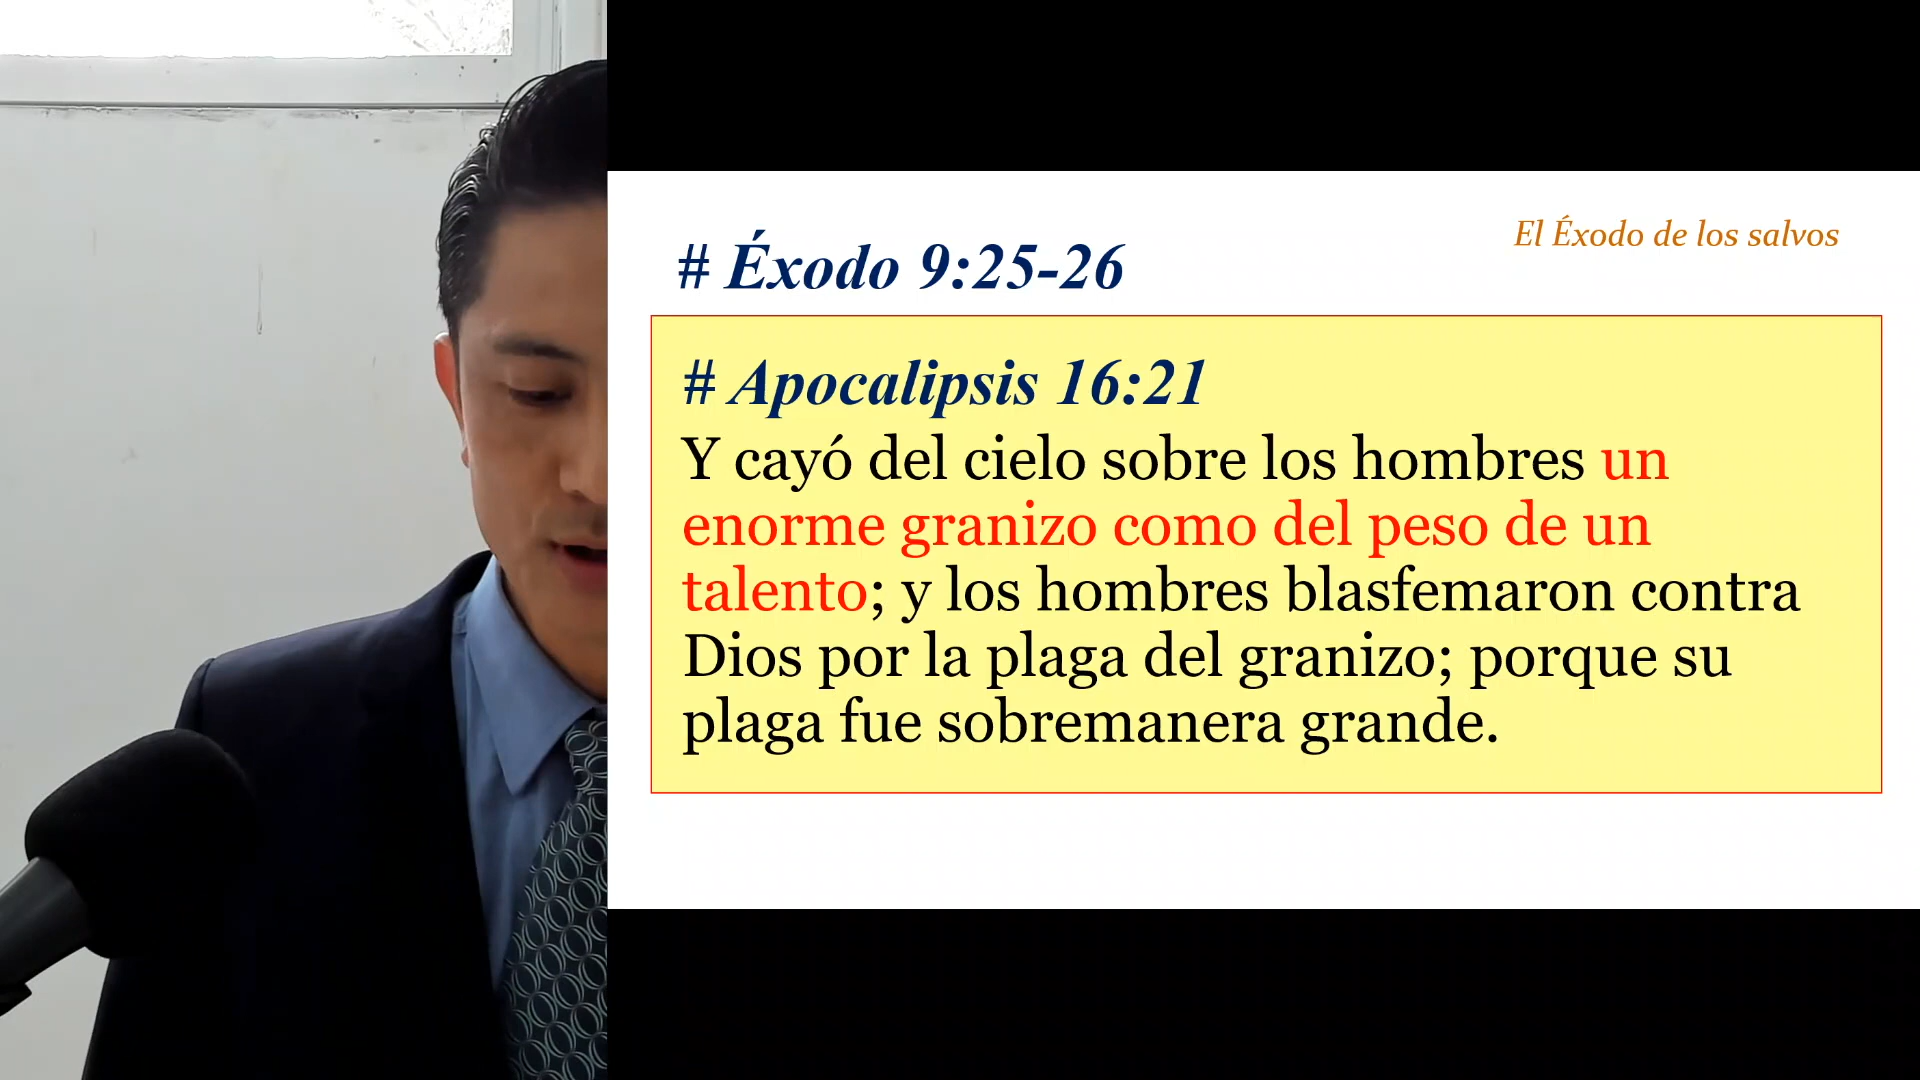 El Éxodo de los salvos
# Éxodo 9:25-26
# Apocalipsis 16:21
Y cayó del cielo sobre los hombres un
enorme granizo como del peso de un
talento; y los hombres blasfemaron contra
Dios por la plaga del granizo; porque su
plaga fue sobremanera grande.